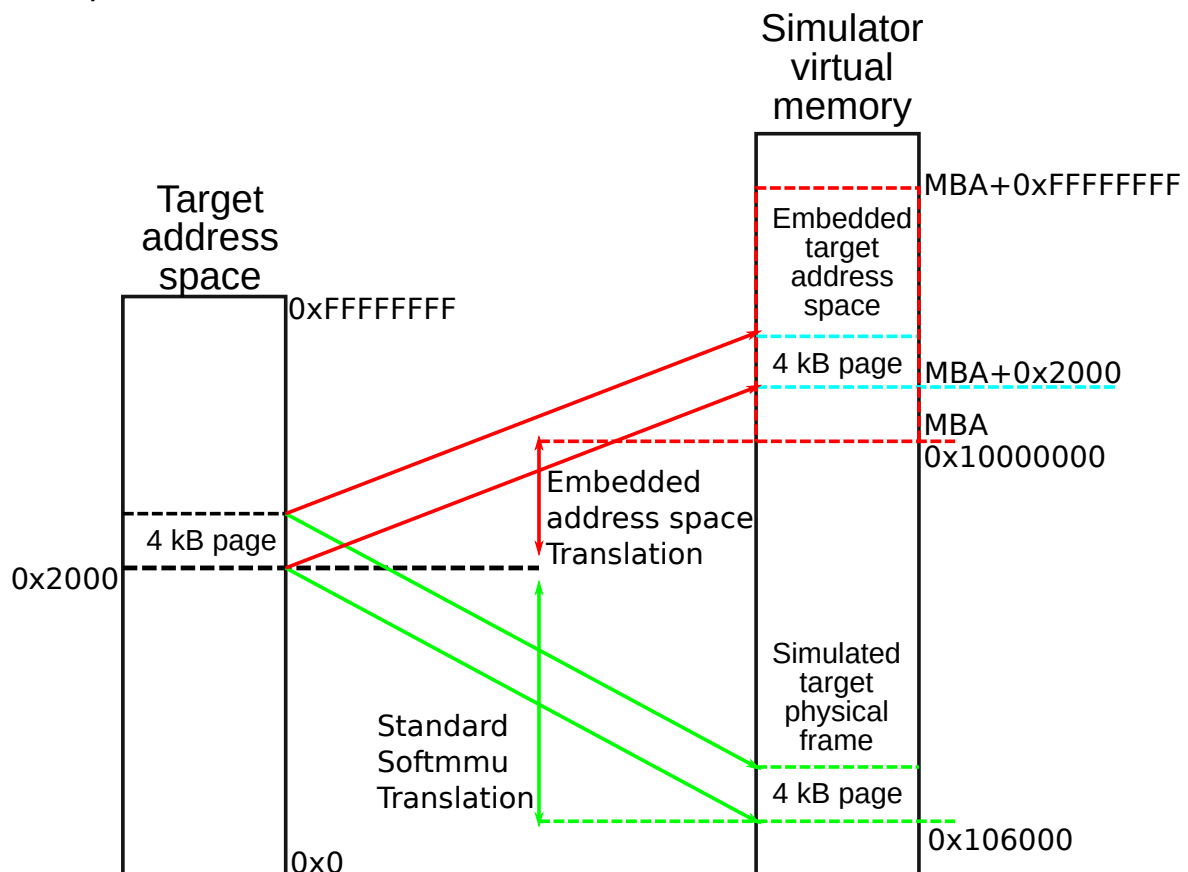 Simulator
virtual
memory
MBA+0xFFFFFFFF
Target
address
space
0xFFFFFFFF
Embedded
target
address
space
4 kB page
MBA+0x2000
MBA
0x10000000
Embedded
address space
Translation
4 kB page
0x2000
Simulated
target
physical
frame
Standard
Softmmu
Translation
4 kB page
0x106000
0x0